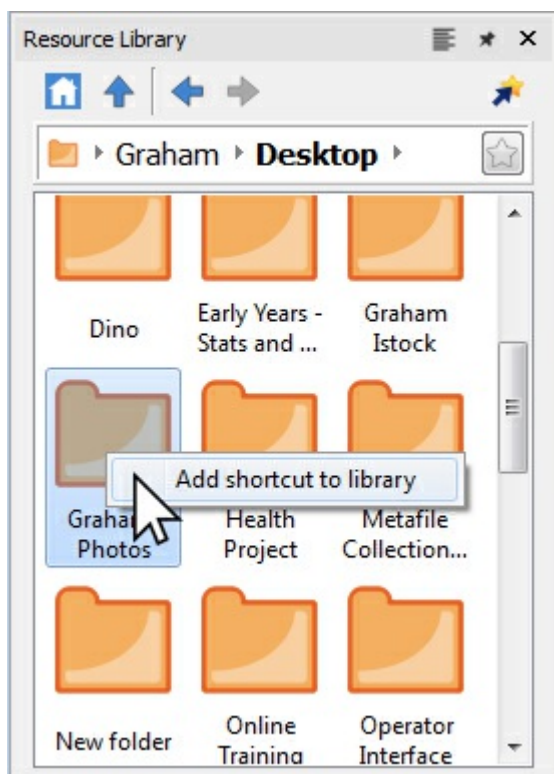 Resource Library
Graham Desktop
Dino
Early Years -
Stats and ...
Graham
Istock
Add shortcut to library
Photos
Health
Project
Metafile
Collection...
New folder
Online
Training
Operator
Interface